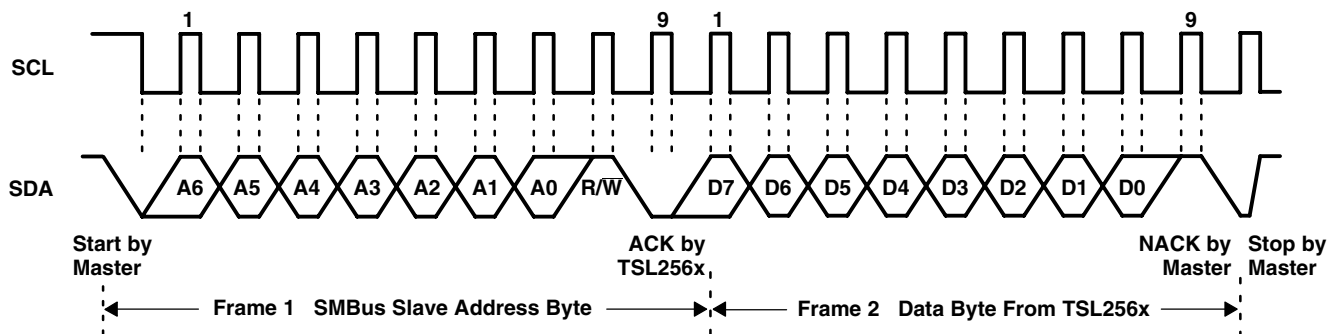 1 9 1 9
SCL
SDA A6 A5 A4 A3 A2 A1 A0 R/W̅ D7 D6 D5 D4 D3 D2 D1 D0
Start by Master
ACK by TSL256x
NACK by Master
Stop by Master
Frame 1 SMBus Slave Address Byte
Frame 2 Data Byte From TSL256x